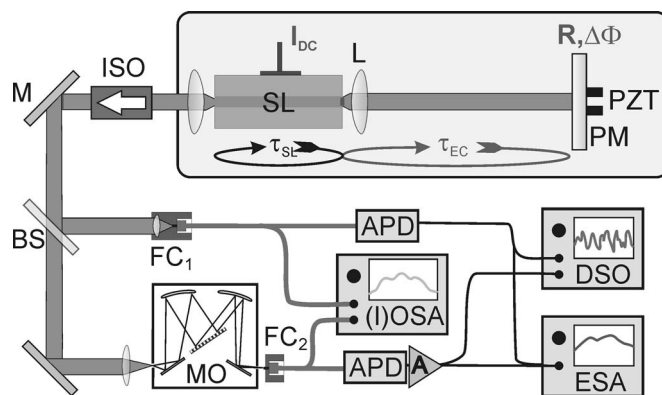 I_DC
R,ΔΦ
ISO
L
M
SL
PZT
PM
τ_SL
τ_EC
BS
APD
FC₁
DSO
(I)OSA
FC₂
MO
APD
A
ESA